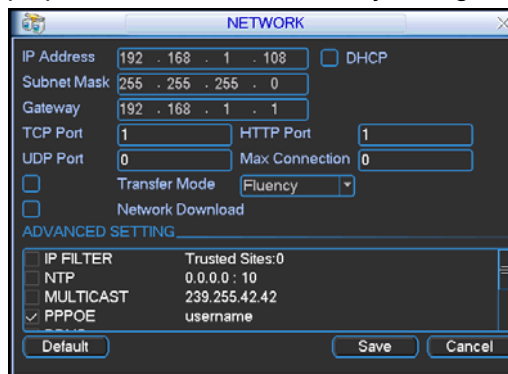 NETWORK
IP Address 192 . 168 . 1 . 108 DHCP
Subnet Mask 255 . 255 . 255 . 0
Gateway 192 . 168 . 1 . 1
TCP Port 1 HTTP Port 1
UDP Port 0 Max Connection 0
Transfer Mode Fluency
Network Download
ADVANCED SETTING
IP FILTER Trusted Sites:0
NTP 0.0.0.0 : 10
MULTICAST 239.255.42.42
PPPOE username
Default Save Cancel